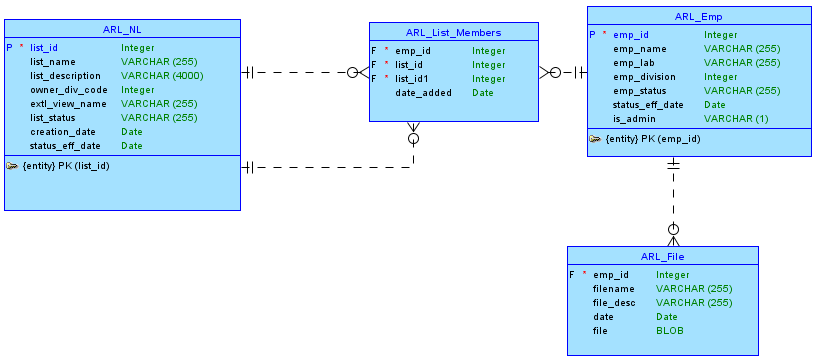 ARL_NL
P * list_id Integer
list_name VARCHAR (255)
list_description VARCHAR (4000)
owner_div_code Integer
extl_view_name VARCHAR (255)
list_status VARCHAR (255)
creation_date Date
status_eff_date Date
{entity} PK (list_id)
ARL_List_Members
F * emp_id Integer
F * list_id Integer
F * list_id1 Integer
date_added Date
ARL_Emp
P * emp_id Integer
emp_name VARCHAR (255)
emp_lab VARCHAR (255)
emp_division Integer
emp_status VARCHAR (255)
status_eff_date Date
is_admin VARCHAR (1)
{entity} PK (emp_id)
ARL_File
F * emp_id Integer
filename VARCHAR (255)
file_desc VARCHAR (255)
date Date
file BLOB